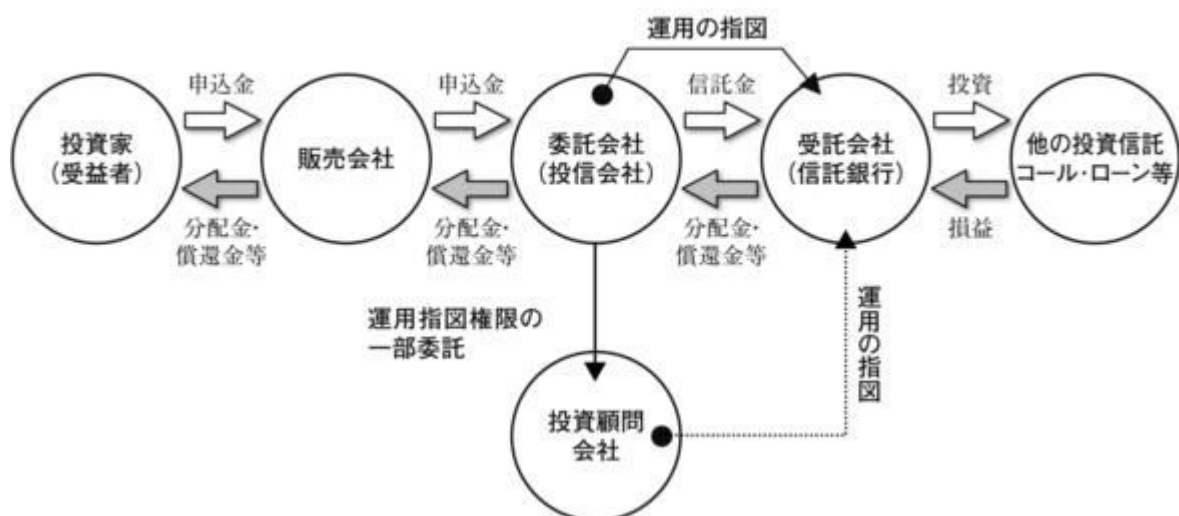 運用の指図
申込金
申込金
信託金
投資
投資家
(受益者)
販売会社
委託会社
(投信会社)
受託会社
(信託銀行)
他の投資信託
コール・ローン等
分配金・
償還金等
分配金・
償還金等
分配金・
償還金等
損益
運用指図権限の
一部委託
運用の指図
投資顧問
会社